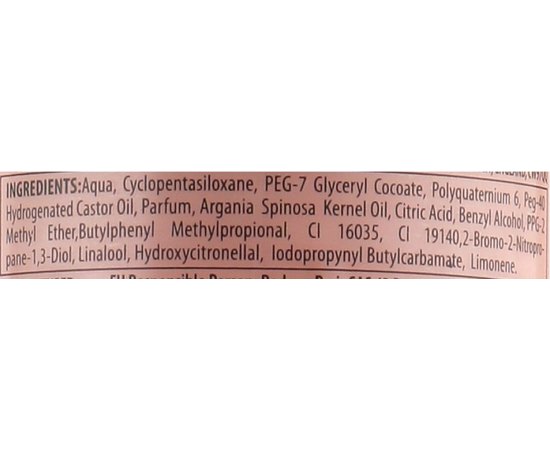 INGREDIENTS:Aqua, Cyclopentasiloxane, PEG-7 Glyceryl Cocoate, Polyquaternium 6, Peg-40
Hydrogenated Castor Oil, Parfum, Argania Spinosa Kernel Oil, Citric Acid, Benzyl Alcohol, PPG-2
Methyl Ether,Butylphenyl Methylpropional, CI 16035, CI 19140,2-Bromo-2-Nitropro-
pane-1,3-Diol, Linalool, Hydroxycitronellal, Iodopropynyl Butylcarbamate, Limonene.